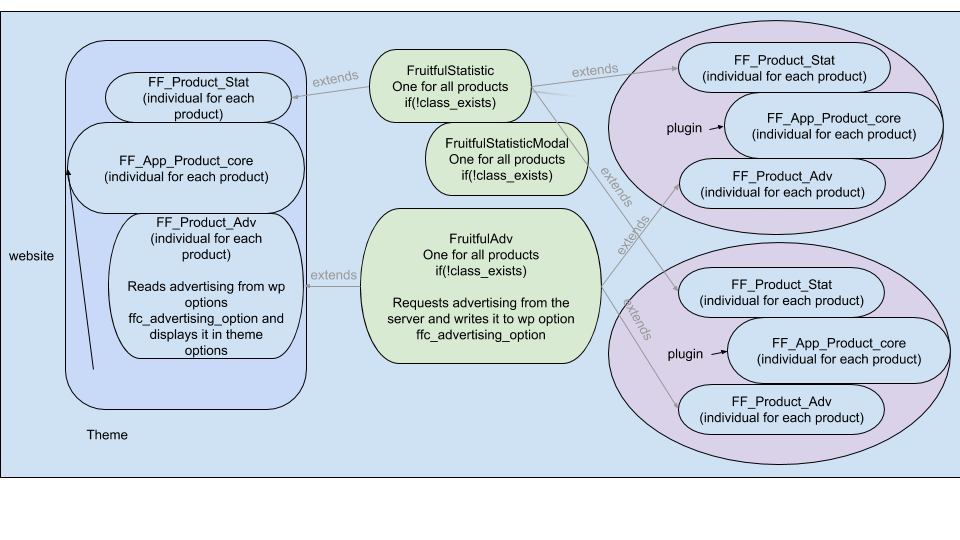 website
FF_Product_Stat
(individual for each
product)
FF_App_Product_core
(individual for each product)
FF_Product_Adv
(individual for each
product)
Reads advertising from wp
options
ffc_advertising_option and
displays it in theme
options
Theme
extends
extends
FruitfulStatistic
One for all products
if(!class_exists)
FruitfulStatisticModal
One for all products
if(!class_exists)
FruitfulAdv
One for all products
if(!class_exists)
Requests advertising from the
server and writes it to wp option
ffc_advertising_option
extends
extends
extends
extends
FF_Product_Stat
(individual for each product)
plugin
FF_App_Product_core
(individual for each product)
FF_Product_Adv
(individual for each product)
FF_Product_Stat
(individual for each product)
plugin
FF_App_Product_core
(individual for each product)
FF_Product_Adv
(individual for each product)